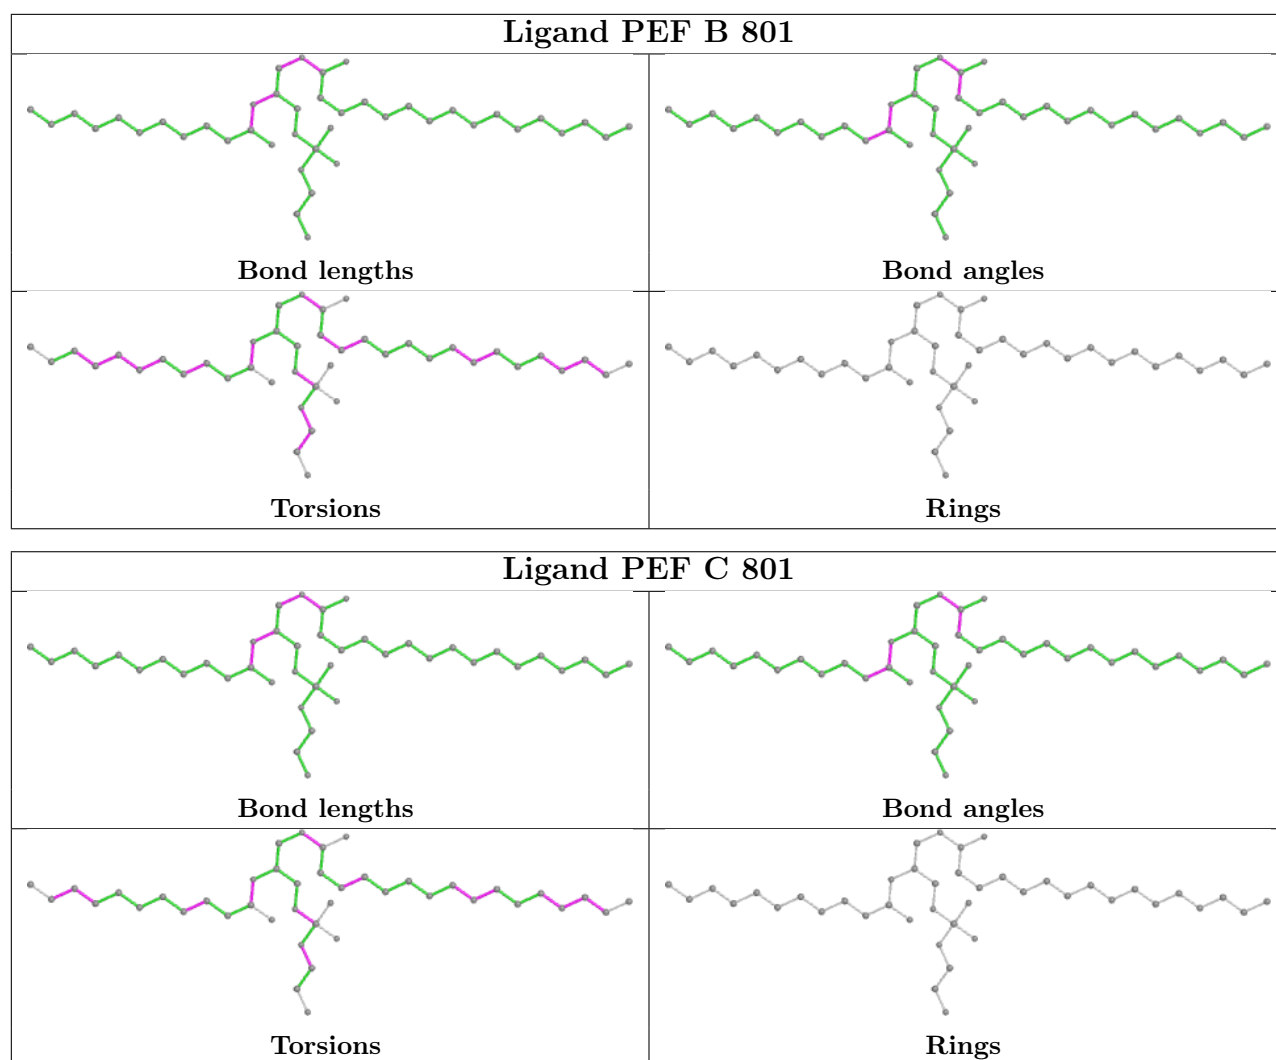 Ligand PEF B 801
Bond lengths
Bond angles
Torsions
Rings
Ligand PEF C 801
Bond lengths
Bond angles
Torsions
Rings